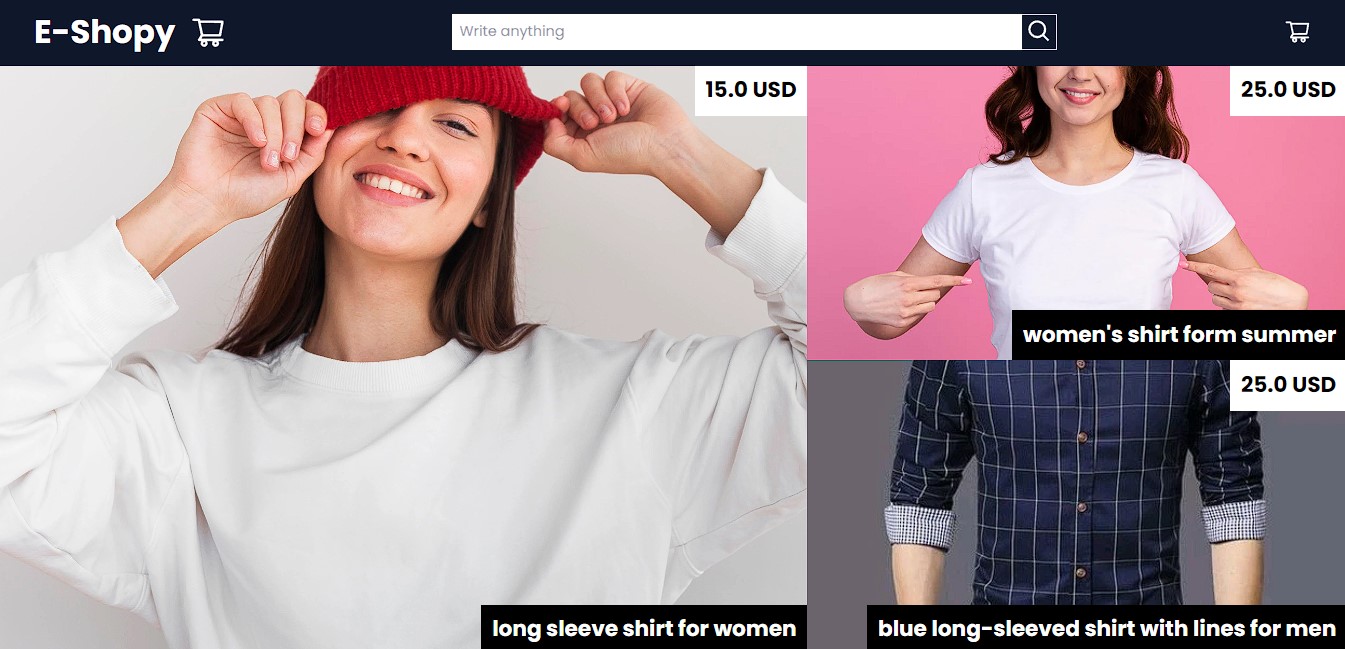 E-Shopy
Write anything
15.0 USD
long sleeve shirt for women
25.0 USD
women's shirt form summer
25.0 USD
blue long-sleeved shirt with lines for men